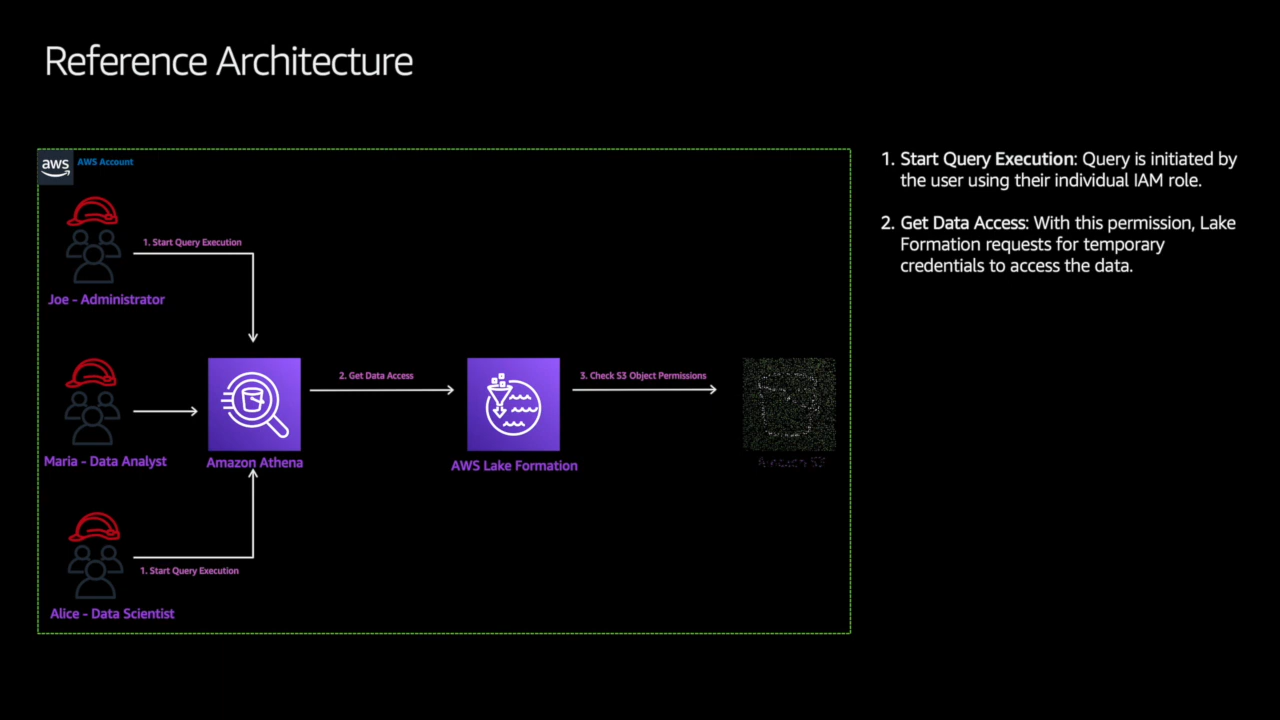 Reference Architecture
aws
AWS Account
1. Start Query Execution
Joe - Administrator
Maria - Data Analyst
Amazon Athena
2. Get Data Access
AWS Lake Formation
3. Check S3 Object Permissions
Amazon S3
1. Start Query Execution
Alice - Data Scientist
1. Start Query Execution: Query is initiated by
the user using their individual IAM role.
2. Get Data Access: With this permission, Lake
Formation requests for temporary
credentials to access the data.